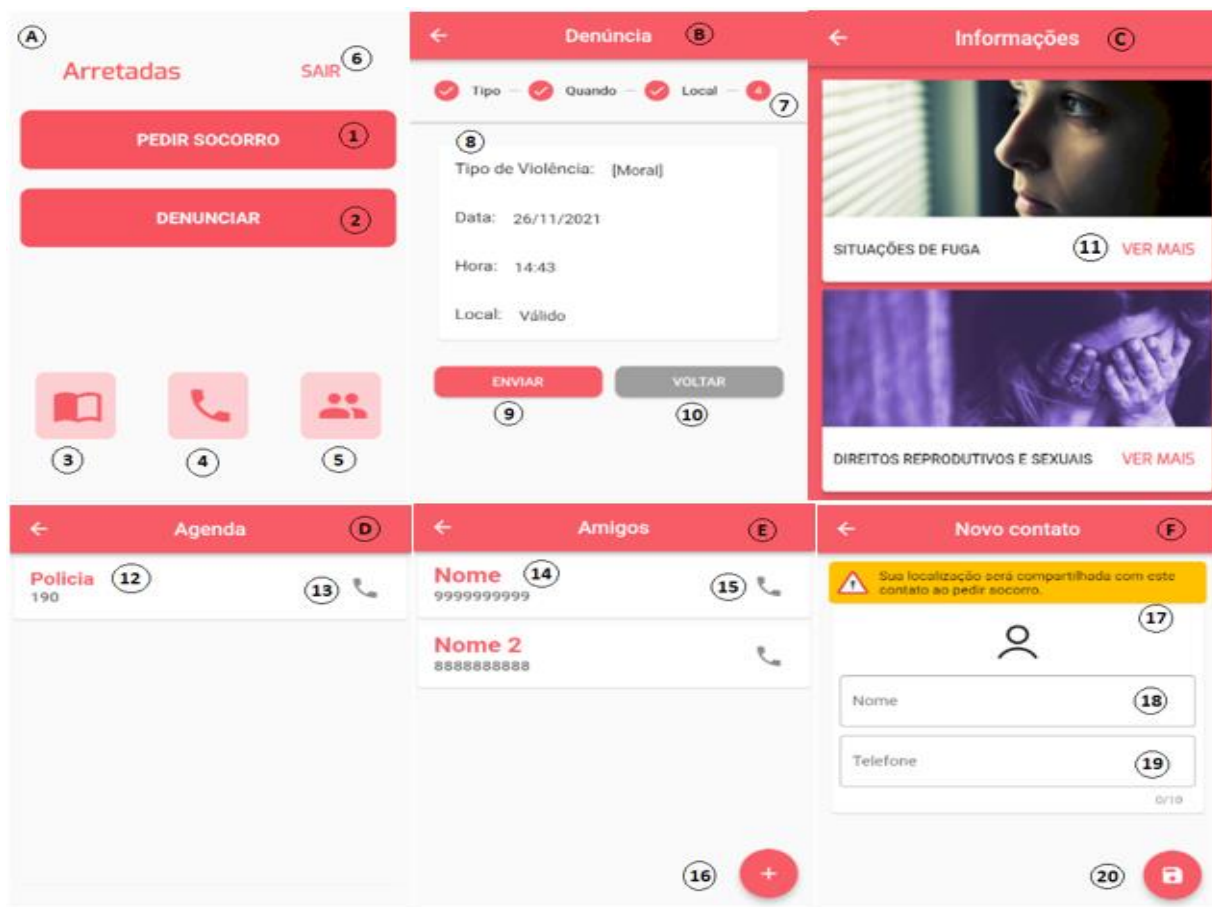 A
Arretadas
SAIR 6
PEDIR SOCORRO 1
DENUNCIAR 2
3 4 5
Denúncia B
Tipo Quando Local 4
7
8
Tipo de Violência: [Moral]
Data: 26/11/2021
Hora: 14:43
Local: Válido
ENVIAR VOLTAR
9 10
Informações C
SITUAÇÕES DE FUGA 11 VER MAIS
DIREITOS REPRODUTIVOS E SEXUAIS VER MAIS
Agenda D
Policia 12
190
13
Amigos E
Nome 14
9999999999
15
Nome 2
8888888888
16 +
Novo contato F
Sua localização será compartilhada com este
contato ao pedir socorro.
17
Nome 18
Telefone 19
0/10
20